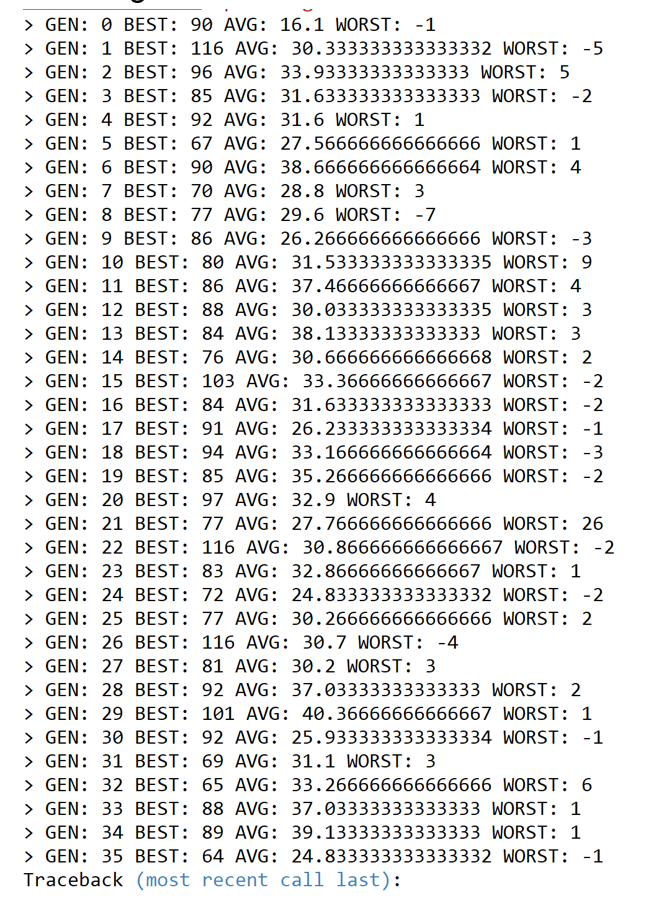 > GEN: 0 BEST: 90 AVG: 16.1 WORST: -1
> GEN: 1 BEST: 116 AVG: 30.333333333333332 WORST: -5
> GEN: 2 BEST: 96 AVG: 33.93333333333333 WORST: 5
> GEN: 3 BEST: 85 AVG: 31.633333333333333 WORST: -2
> GEN: 4 BEST: 92 AVG: 31.6 WORST: 1
> GEN: 5 BEST: 67 AVG: 27.566666666666666 WORST: 1
> GEN: 6 BEST: 90 AVG: 38.666666666666664 WORST: 4
> GEN: 7 BEST: 70 AVG: 28.8 WORST: 3
> GEN: 8 BEST: 77 AVG: 29.6 WORST: -7
> GEN: 9 BEST: 86 AVG: 26.266666666666666 WORST: -3
> GEN: 10 BEST: 80 AVG: 31.533333333333335 WORST: 9
> GEN: 11 BEST: 86 AVG: 37.46666666666667 WORST: 4
> GEN: 12 BEST: 88 AVG: 30.033333333333335 WORST: 3
> GEN: 13 BEST: 84 AVG: 38.13333333333333 WORST: 3
> GEN: 14 BEST: 76 AVG: 30.666666666666668 WORST: 2
> GEN: 15 BEST: 103 AVG: 33.36666666666667 WORST: -2
> GEN: 16 BEST: 84 AVG: 31.633333333333333 WORST: -2
> GEN: 17 BEST: 91 AVG: 26.233333333333334 WORST: -1
> GEN: 18 BEST: 94 AVG: 33.166666666666664 WORST: -3
> GEN: 19 BEST: 85 AVG: 35.266666666666666 WORST: -2
> GEN: 20 BEST: 97 AVG: 32.9 WORST: 4
> GEN: 21 BEST: 77 AVG: 27.766666666666666 WORST: 26
> GEN: 22 BEST: 116 AVG: 30.866666666666667 WORST: -2
> GEN: 23 BEST: 83 AVG: 32.86666666666667 WORST: 1
> GEN: 24 BEST: 72 AVG: 24.833333333333332 WORST: -2
> GEN: 25 BEST: 77 AVG: 30.266666666666666 WORST: 2
> GEN: 26 BEST: 116 AVG: 30.7 WORST: -4
> GEN: 27 BEST: 81 AVG: 30.2 WORST: 3
> GEN: 28 BEST: 92 AVG: 37.03333333333333 WORST: 2
> GEN: 29 BEST: 101 AVG: 40.36666666666667 WORST: 1
> GEN: 30 BEST: 92 AVG: 25.933333333333334 WORST: -1
> GEN: 31 BEST: 69 AVG: 31.1 WORST: 3
> GEN: 32 BEST: 65 AVG: 33.266666666666666 WORST: 6
> GEN: 33 BEST: 88 AVG: 37.03333333333333 WORST: 1
> GEN: 34 BEST: 89 AVG: 39.13333333333333 WORST: 1
> GEN: 35 BEST: 64 AVG: 24.833333333333332 WORST: -1
Traceback (most recent call last):